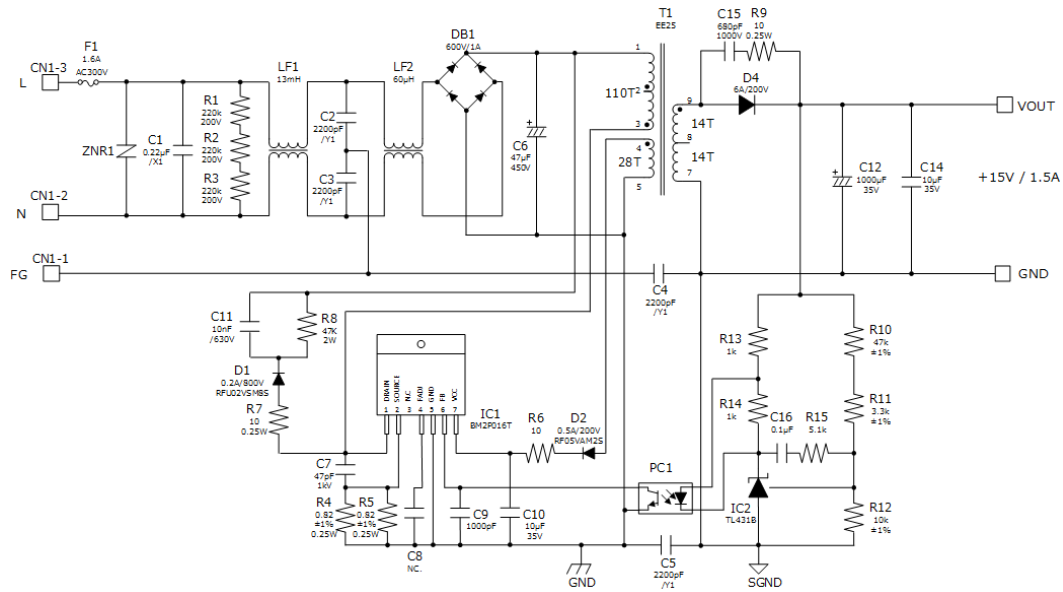 F1
1.6A
AC300V
CN1-3
L
ZNR1
C1
0.22µF
/X1
R1
220k
200V
R2
220k
200V
R3
220k
200V
LF1
13mH
C2
2200pF
/Y1
C3
2200pF
/Y1
LF2
60µH
DB1
600V/1A
C6
47µF
450V
T1
EE25
1
110T
2
3
4
28T
5
9
14T
8
14T
7
C15
680pF
1000V
R9
10
0.25W
D4
6A/200V
C12
1000µF
35V
C14
10µF
35V
VOUT
+15V / 1.5A
CN1-2
N
CN1-1
FG
C4
2200pF
/Y1
GND
C11
10nF
/630V
R8
47K
2W
D1
0.2A/800V
RFU02VSM8S
R7
10
0.25W
DRAIN
SOURCE
NC
FADJ
GND
FB
VCC
1 2 3 4 5 6 7
IC1
BM2P016T
R6
10
D2
0.5A/200V
RF05VAM2S
C7
47pF
1kV
R4
0.82
±1%
0.25W
R5
0.82
±1%
0.25W
C8
NC.
C9
1000pF
C10
10µF
35V
PC1
R13
1k
R14
1k
C16
0.1µF
R15
5.1k
R10
47k
±1%
R11
3.3k
±1%
R12
10k
±1%
IC2
TL431B
GND
C5
2200pF
/Y1
SGND